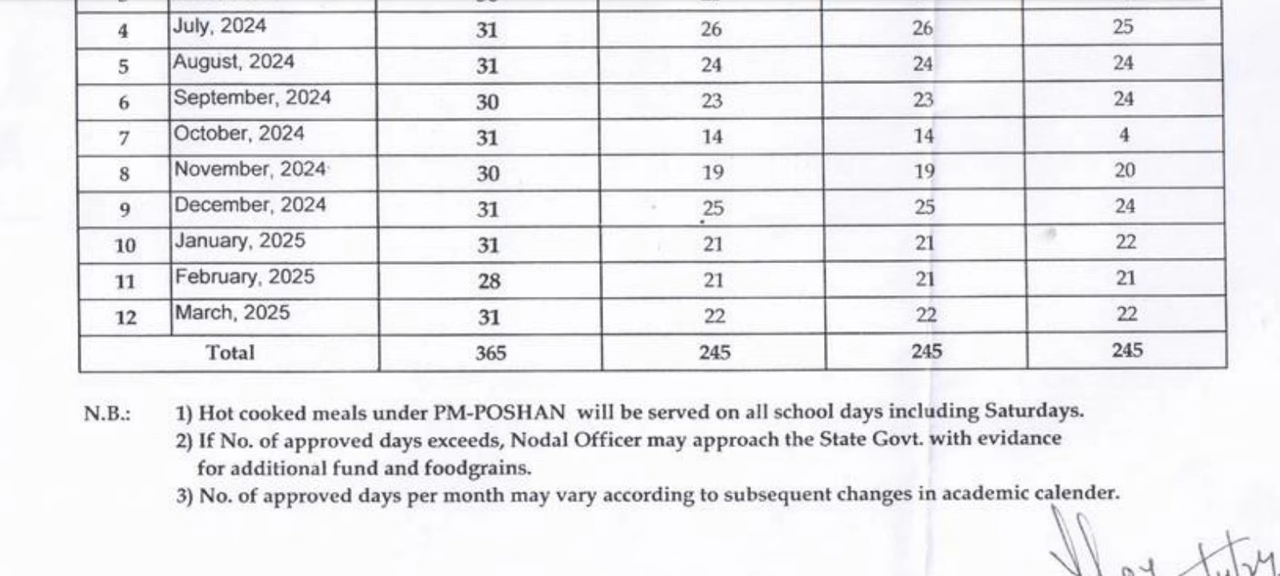 4 July, 2024 31 26 26 25
5 August, 2024 31 24 24 24
6 September, 2024 30 23 23 24
7 October, 2024 31 14 14 4
8 November, 2024 30 19 19 20
9 December, 2024 31 25 25 24
10 January, 2025 31 21 21 22
11 February, 2025 28 21 21 21
12 March, 2025 31 22 22 22
Total 365 245 245 245
N.B.: 1) Hot cooked meals under PM-POSHAN will be served on all school days including Saturdays.
2) If No. of approved days exceeds, Nodal Officer may approach the State Govt. with evidance
for additional fund and foodgrains.
3) No. of approved days per month may vary according to subsequent changes in academic calender.